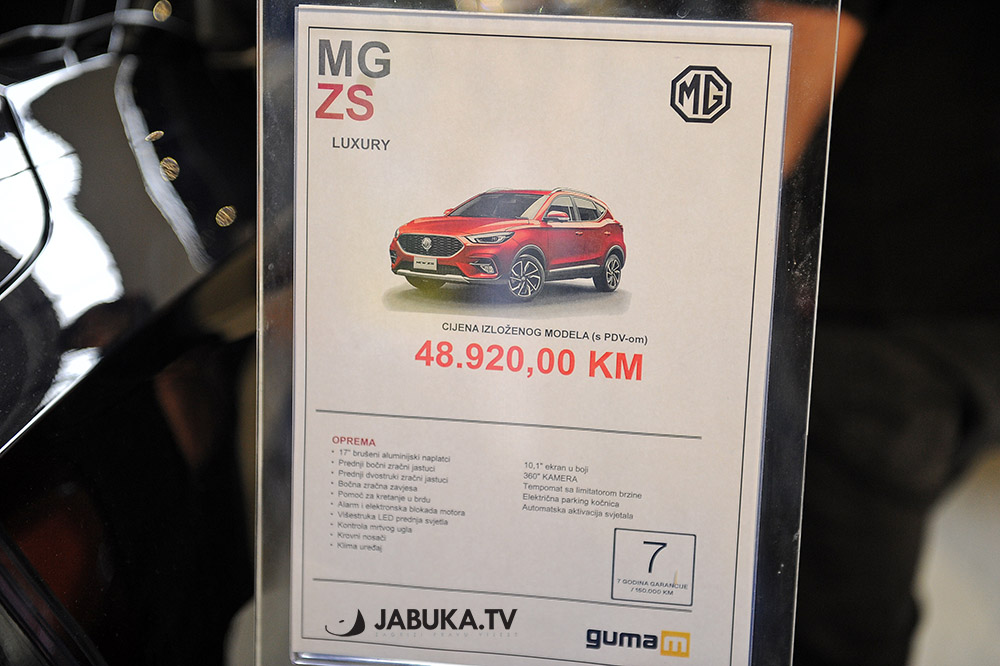 MG
ZS
LUXURY
MG
CIJENA IZLOŽENOG MODELA (s PDV-om)
48.920,00 KM
OPREMA
• 17" brušeni aluminijski naplatci
• Prednji bočni zračni jastuci
• Prednji dvostruki zračni jastuci
• Bočna zračna zavjesa
• Pomoć za kretanje u brdu
• Alarm i elektronska blokada motora
• Višestruka LED prednja svjetla
• Kontrola mrtvog ugla
• Krovni nosači
• Klima uređaj
10,1" ekran u boji
360° KAMERA
Tempomat sa limitatorom brzine
Električna parking kočnica
Automatska aktivacija svjetala
7
7 GODINA GARANCIJE
/ 150.000 KM
JABUKA.TV
guma m